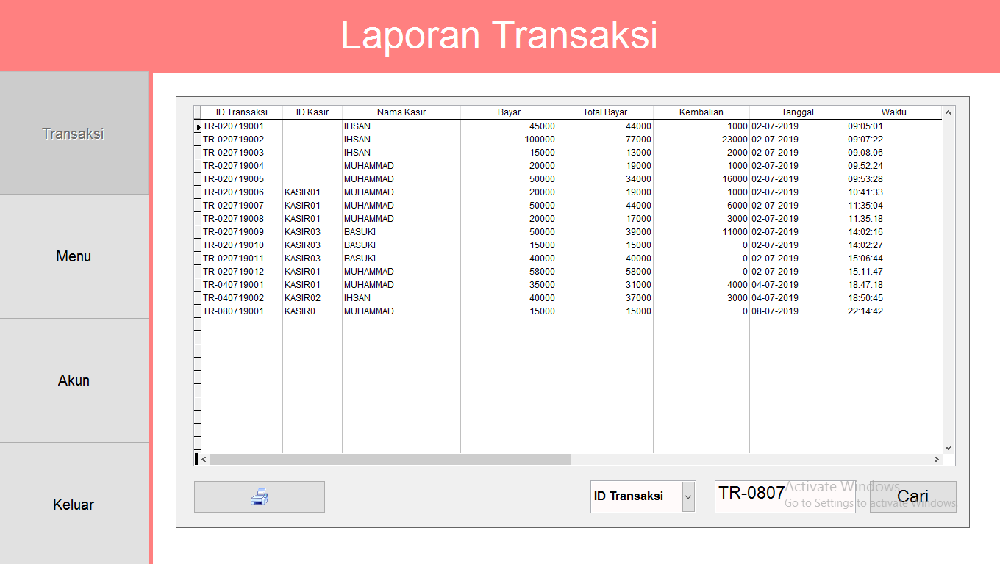 Laporan Transaksi
Transaksi
Menu
Akun
Keluar
ID Transaksi ID Kasir Nama Kasir Bayar Total Bayar Kembalian Tanggal Waktu
TR-020719001 IHSAN 45000 44000 1000 02-07-2019 09:05:01
TR-020719002 IHSAN 100000 77000 23000 02-07-2019 09:07:22
TR-020719003 IHSAN 15000 13000 2000 02-07-2019 09:08:06
TR-020719004 MUHAMMAD 20000 19000 1000 02-07-2019 09:52:24
TR-020719005 MUHAMMAD 50000 34000 16000 02-07-2019 09:53:28
TR-020719006 KASIR01 MUHAMMAD 20000 19000 1000 02-07-2019 10:41:33
TR-020719007 KASIR01 MUHAMMAD 50000 44000 6000 02-07-2019 11:35:04
TR-020719008 KASIR01 MUHAMMAD 20000 17000 3000 02-07-2019 11:35:18
TR-020719009 KASIR03 BASUKI 50000 39000 11000 02-07-2019 14:02:16
TR-020719010 KASIR03 BASUKI 15000 15000 0 02-07-2019 14:02:27
TR-020719011 KASIR03 BASUKI 40000 40000 0 02-07-2019 15:06:44
TR-020719012 KASIR01 MUHAMMAD 58000 58000 0 02-07-2019 15:11:47
TR-040719001 KASIR01 MUHAMMAD 35000 31000 4000 04-07-2019 18:47:18
TR-040719002 KASIR02 IHSAN 40000 37000 3000 04-07-2019 18:50:45
TR-080719001 KASIR0 MUHAMMAD 15000 15000 0 08-07-2019 22:14:42
ID Transaksi TR-0807 Cari
Activate Windows
Go to Settings to activate Windows.